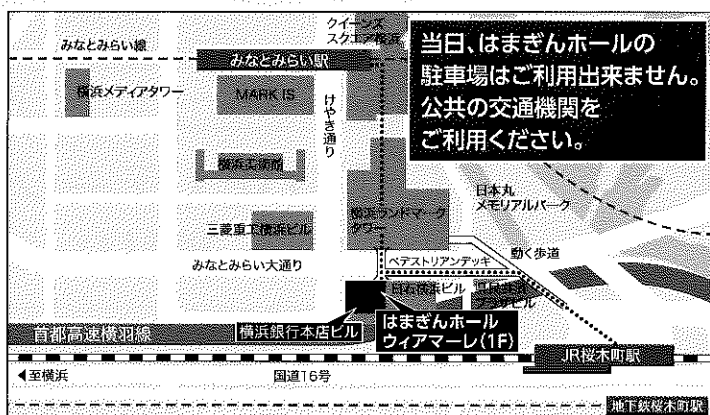 クイーンズ
スクエア横浜
みなとみらい線
みなとみらい駅
当日、はまぎんホールの
駐車場はご利用出来ません。
公共の交通機関を
ご利用ください。
横浜メディアタワー
MARK IS
けやき通り
横浜工技館
日本丸
メモリアルパーク
横浜ランドマーク
タワー
三菱重工横浜ビル
みなとみらい大通り
動く歩道
ペデストリアンデッキ
日石横浜ビル
プラザビル
首都高速横羽線
横浜銀行本店ビル
はまぎんホール
ウィアマーレ(1F)
JR桜木町駅
◀至横浜
国道16号
地下鉄桜木町駅